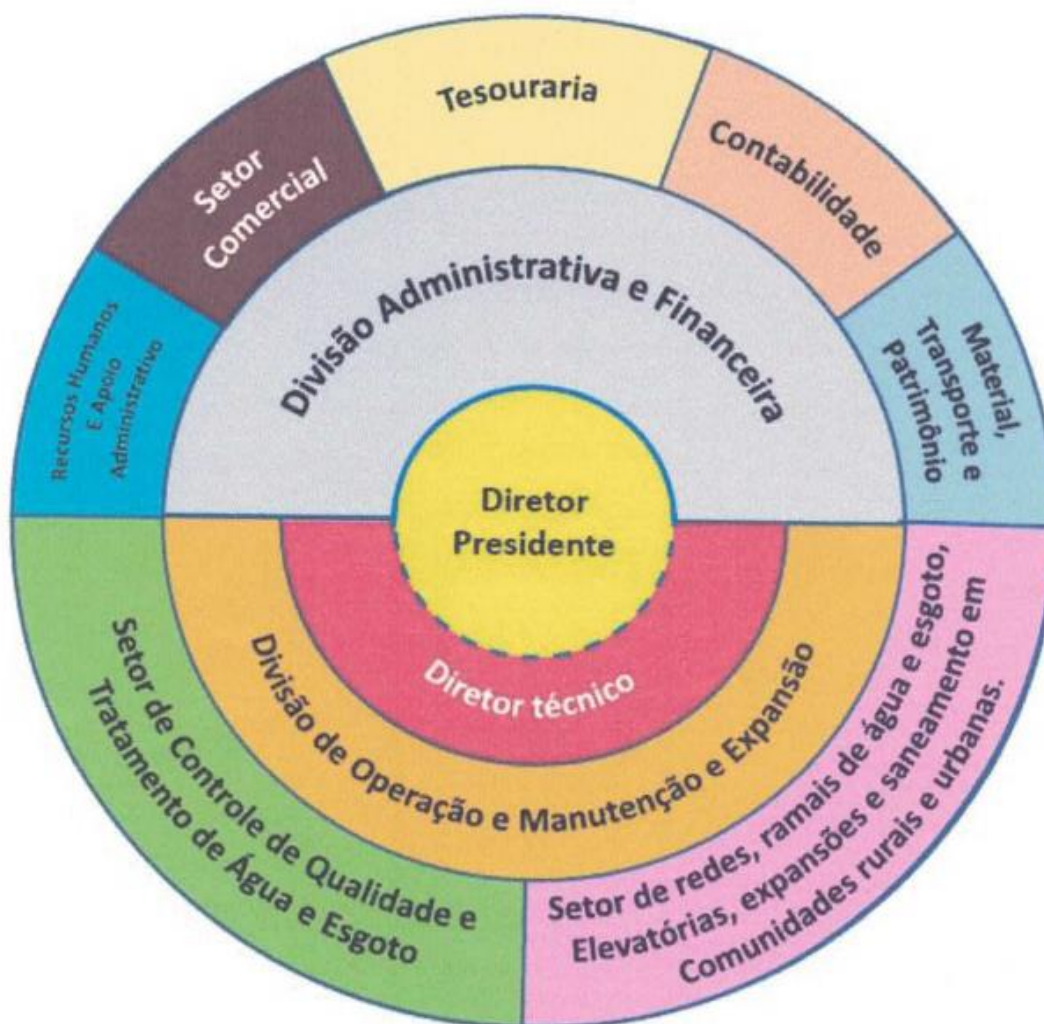 Tesouraria
Contabilidade
Setor
Comercial
Recursos Humanos
E Apoio
Administrativo
Material,
Transporte e
Patrimônio
Divisão Administrativa e Financeira
Diretor
Presidente
Diretor técnico
Divisão de Operação e Manutenção e Expansão
Setor de Controle de Qualidade e
Tratamento de Água e Esgoto
Setor de redes, ramais de água e esgoto,
Elevatórias, expansões e saneamento em
Comunidades rurais e urbanas.